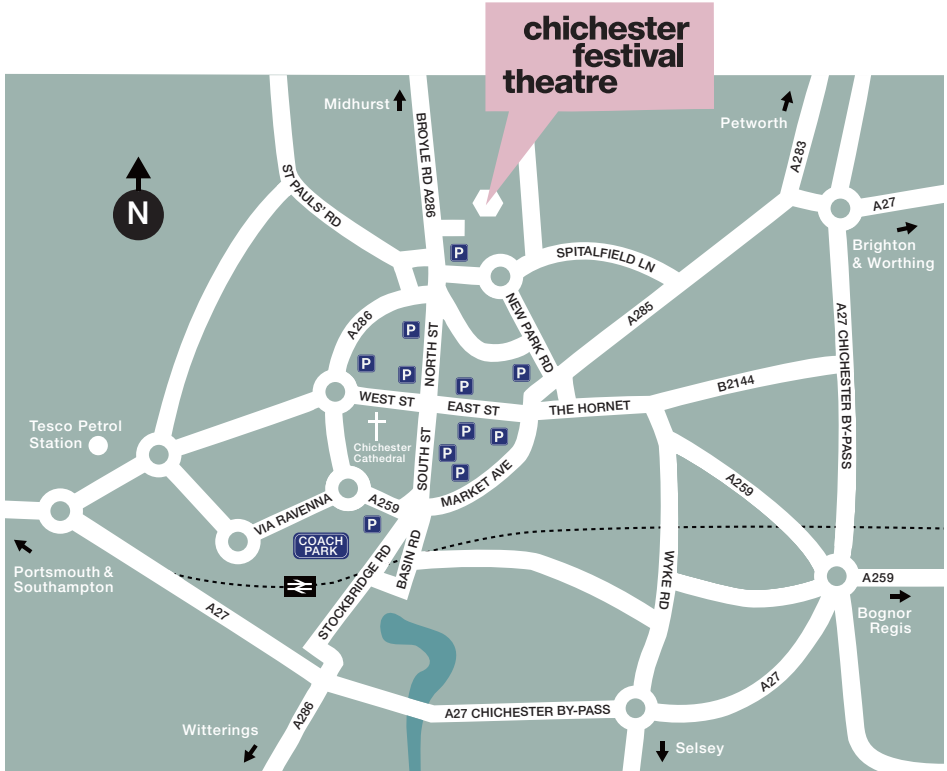 chichester
festival
theatre
Midhurst
Petworth
BROYLE RD A286
A283
ST PAULS' RD
N
A27
Brighton
& Worthing
SPITALFIELD LN
P
NEW PARK RD
A285
A286
P
NORTH ST
A27 CHICHESTER BY-PASS
P
P
P
P
B2144
WEST ST
EAST ST
THE HORNET
Tesco Petrol
Station
Chichester
Cathedral
SOUTH ST
P
P
P
P
MARKET AVE
A259
VIA RAVENNA
A259
P
COACH
PARK
STOCKBRIDGE RD
BASIN RD
WYKE RD
Portsmouth &
Southampton
A27
A259
Bognor
Regis
A27
A286
A27 CHICHESTER BY-PASS
Witterings
Selsey